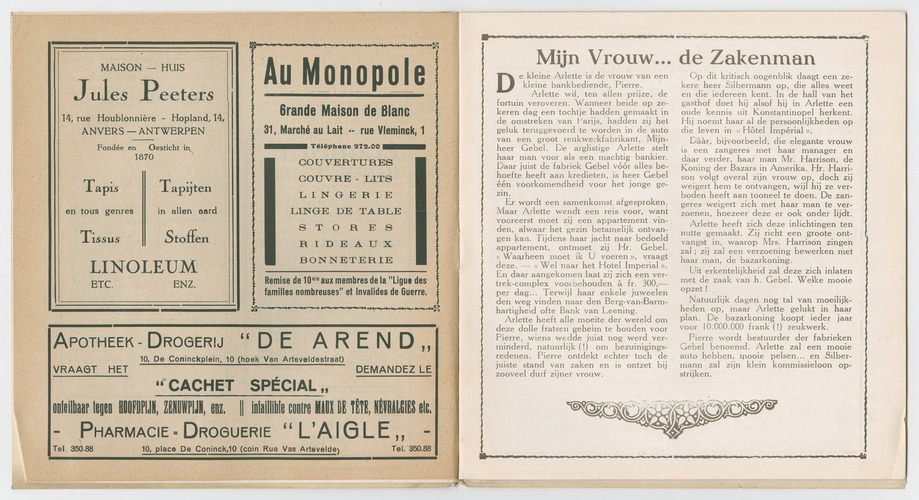 MAISON — HUIS
Jules Peeters
14, rue Houblonnière - Hopland, 14,
ANVERS — ANTWERPEN
Fondée en Gesticht in
1870
Tapis Tapijten
en tous genres in allen aard
Tissus Stoffen
LINOLEUM
ETC. ENZ.
Au Monopole
Grande Maison de Blanc
31, Marché au Lait -- rue Vleminck, 1
Téléphone 272.00
COUVERTURES
COUVRE - LITS
LINGERIE
LINGE DE TABLE
STORES
RIDEAUX
BONNETERIE
Remise de 10 % aux membres de la "Ligue des
familles nombreuses" et Invalides de Guerre.
APOTHEEK - DROGERIJ "DE AREND„
10, De Coninckplein, 10 (hoek Van Arteveldestraat)
VRAAGT HET DEMANDEZ LE
"CACHET SPÉCIAL„
onfeilbaar tegen HOOFDPIJN, ZENUWPIJN, enz. || infaillible contre MAUX DE TÊTE, NÉVRALGIES etc.
- PHARMACIE - DROGUERIE "L'AIGLE„ -
Tel. 350.88 10, place De Coninck, 10 (coin Rue Van Artevelde) Tel. 350.88
Mijn Vrouw... de Zakenman
De kleine Arlette is de vrouw van een
kleine bankbediende, Pierre.
Arlette wil, ten allen prize, de
fortuin veroveren. Wanneer beide op ze-
keren dag een tochtje hadden gemaakt in
de omstreken van Parijs, hadden zij het
geluk teruggevoerd te worden in de auto
van een groot reukwerkfabrikant, Mijn-
heer Gebel. De arglistige Arlette stelt
haar man voor als een machtig bankier.
Daar juist de fabriek Gebel vóór alles be-
hoefte heeft aan kredieten, is heer Gebel
één voorkomendheid voor het jonge ge-
zin.
Er wordt een samenkomst afgesproken.
Maar Arlette wendt een reis voor, want
vooreerst moet zij een appartement vin-
den, alwaar het gezin betamelijk ontvan-
gen kan. Tijdens haar jacht naar bedoeld
appartement, ontmoet zij Hr. Gebel.
« Waarheen moet ik U voeren », vraagt
deze. — « Wel naar het Hotel Imperial ».
En daar aangekomen laat zij zich een ver-
trek-complex voorbehouden à fr. 300,—
per dag... Terwijl haar enkele juweelen
den weg vinden naar den Berg-van-Barm-
hartigheid ofte Bank van Leening.
Arlette heeft alle moeite der wereld om
deze dolle fratsen geheim te houden voor
Pierre, wiens wedde juist nog werd ver-
minderd, natuurlijk (!) om bezuinigings-
redenen. Pierre ontdekt echter toch de
juiste stand van zaken en is ontzet bij
zooveel durf zijner vrouw.
Op dit kritisch oogenblik daagt een ze-
kere heer Silbermann op, die alles weet
en die iedereen kent. In de hall van het
gasthof doet hij alsof hij in Arlette een
oude kennis uit Konstantinopel herkent.
Hij noemt haar al de persoonlijkheden op
die leven in « Hôtel Impérial ».
Dààr, bijvoorbeeld, die elegante vrouw
is een zangeres met haar manager en
daar verder, haar man Mr. Harrison, de
Koning der Bazars in Amerika. Hr. Harri-
son volgt overal zijn vrouw op, doch zij
weigert hem te ontvangen, wijl hij ze ver-
boden heeft aan tooneel te doen. De zan-
geres weigert zich met haar man te ver-
zoenen, hoezeer deze er ook onder lijdt.
Arlette heeft zich deze inlichtingen ten
nutte gemaakt. Zij richt een groote ont-
vangst in, waarop Mrs. Harrison zingen
zal; zij zal een verzoening bewerken met
haar man, de bazarkoning.
Uit erkentelijkheid zal deze zich inlaten
met de zaak van h. Gebel. Welke mooie
opzet!
Natuurlijk dagen nog tal van moeilijk-
heden op, maar Arlette gelukt in haar
plan. De bazarkoning koopt ieder jaar
voor 10.000.000 frank (!) reukwerk.
Pierre wordt bestuurder der fabrieken
Gebel benoemd. Arlette zal een mooie
auto hebben, mooie pelsen... en Silber-
mann zal zijn klein kommissieloon op-
strijken.